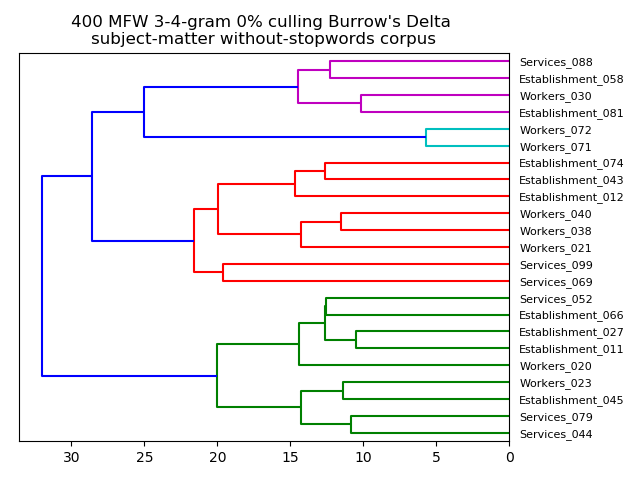 400 MFW 3-4-gram 0% culling Burrow's Delta
subject-matter without-stopwords corpus
Services_088
Establishment_058
Workers_030
Establishment_081
Workers_072
Workers_071
Establishment_074
Establishment_043
Establishment_012
Workers_040
Workers_038
Workers_021
Services_099
Services_069
Services_052
Establishment_066
Establishment_027
Establishment_011
Workers_020
Workers_023
Establishment_045
Services_079
Services_044
30 25 20 15 10 5 0